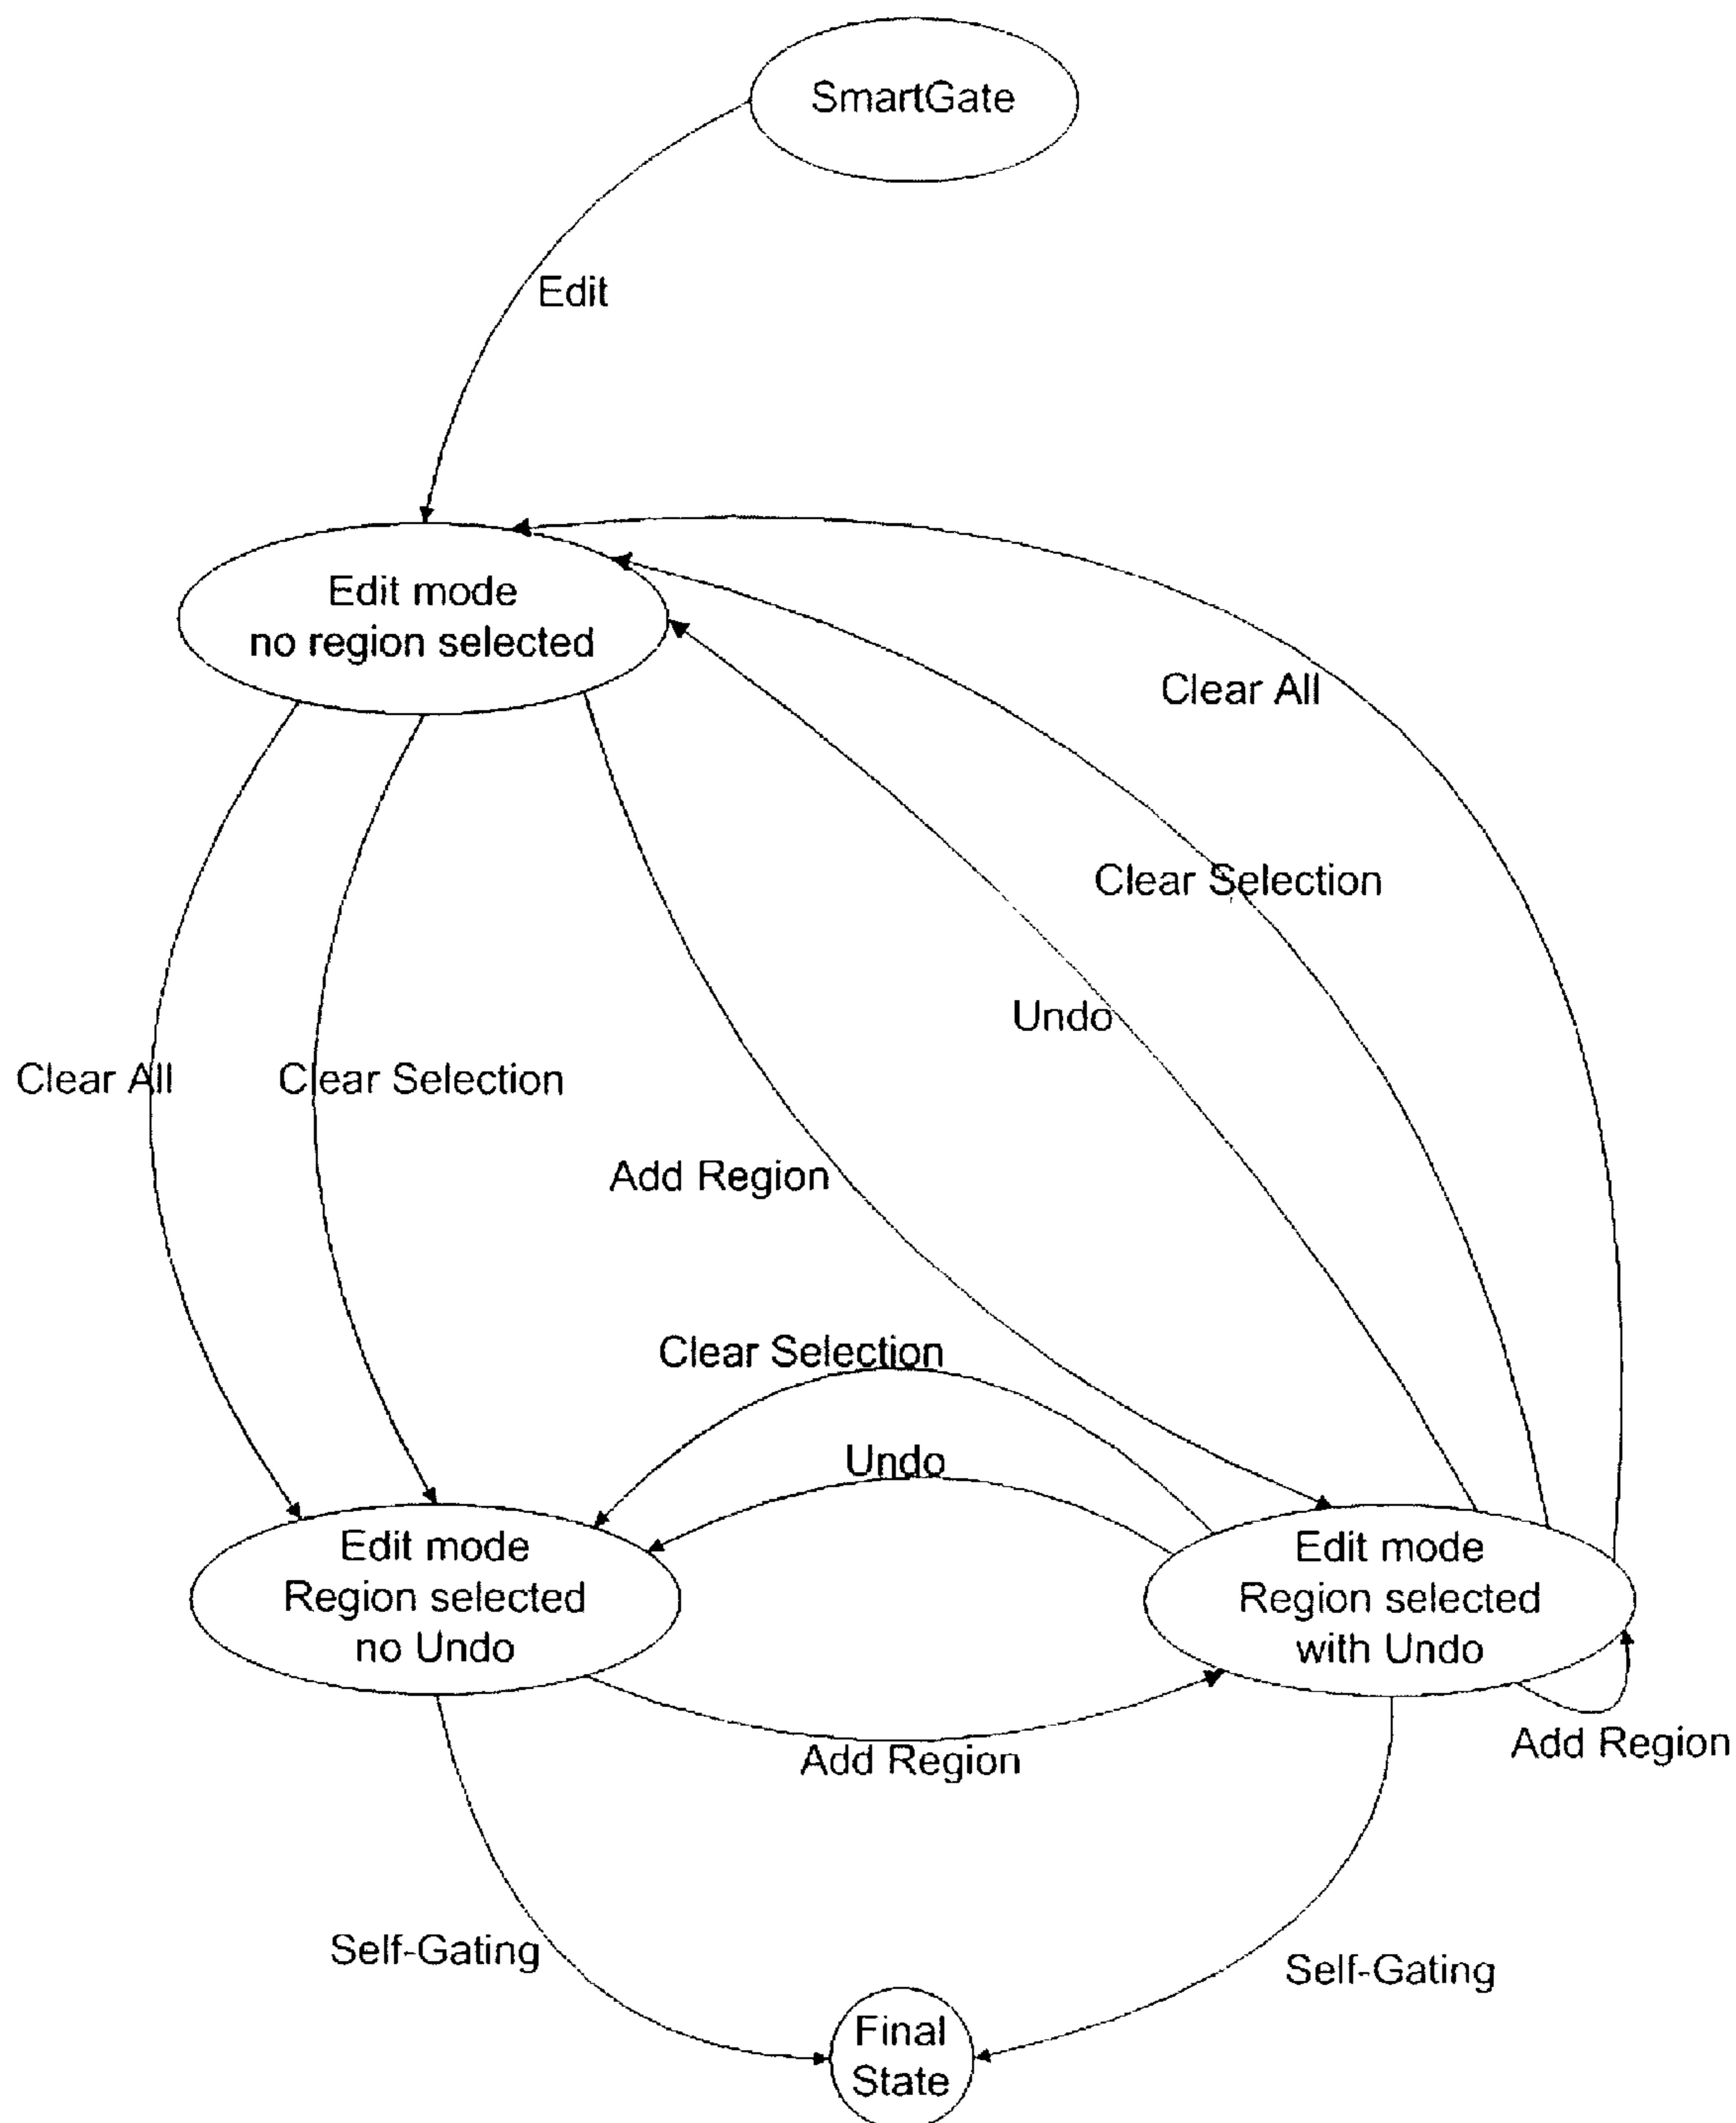 SmartGate
Edit
Edit mode
no region selected
Clear All
Clear Selection
Undo
Clear All
Clear Selection
Add Region
Clear Selection
Undo
Edit mode
Region selected
no Undo
Edit mode
Region selected
with Undo
Add Region
Add Region
Self-Gating
Self-Gating
Final
State